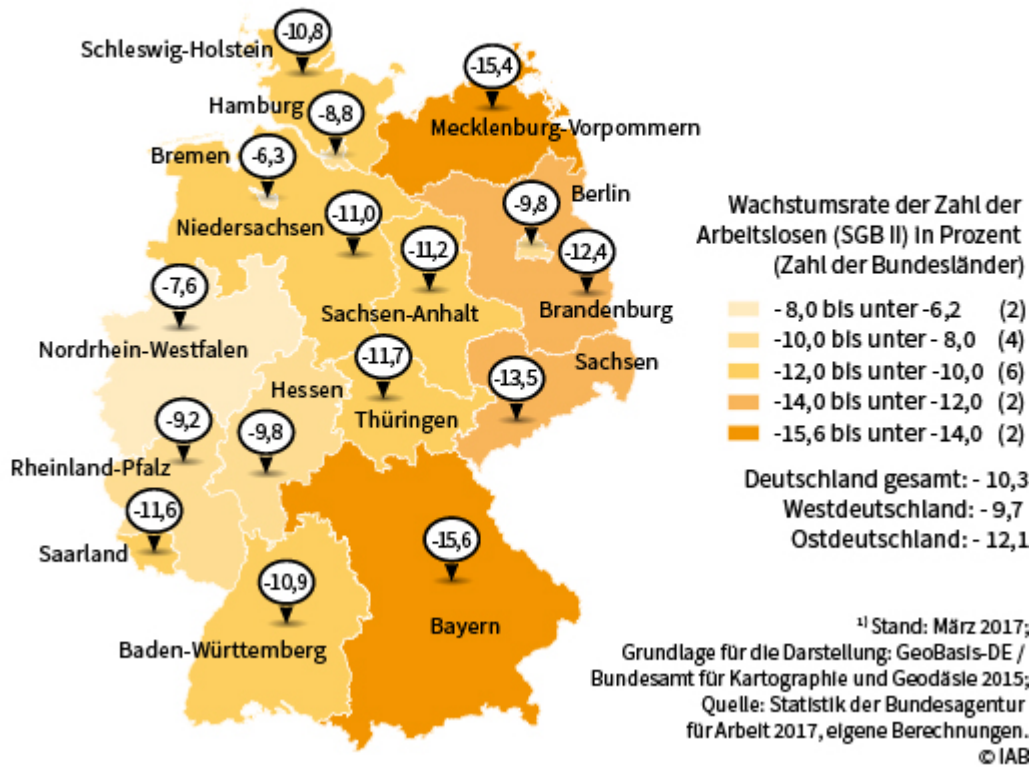 -10,8
Schleswig-Holstein
-15,4
Hamburg
-8,8
Mecklenburg-Vorpommern
Bremen
-6,3
Berlin
-9,8
Niedersachsen
-11,0
-11,2
-12,4
-7,6
Sachsen-Anhalt
Brandenburg
Nordrhein-Westfalen
-11,7
Sachsen
-13,5
Hessen
Thüringen
-9,2
-9,8
Rheinland-Pfalz
-11,6
Saarland
-15,6
-10,9
Bayern
Baden-Württemberg
Wachstumsrate der Zahl der
Arbeitslosen (SGB II) in Prozent
(Zahl der Bundesländer)
- 8,0 bis unter -6,2 (2)
-10,0 bis unter - 8,0 (4)
-12,0 bis unter -10,0 (6)
-14,0 bis unter -12,0 (2)
-15,6 bis unter -14,0 (2)
Deutschland gesamt: - 10,3
Westdeutschland: - 9,7
Ostdeutschland: - 12,1
¹⁾ Stand: März 2017;
Grundlage für die Darstellung: GeoBasis-DE /
Bundesamt für Kartographie und Geodäsie 2015;
Quelle: Statistik der Bundesagentur
für Arbeit 2017, eigene Berechnungen.
© IAB